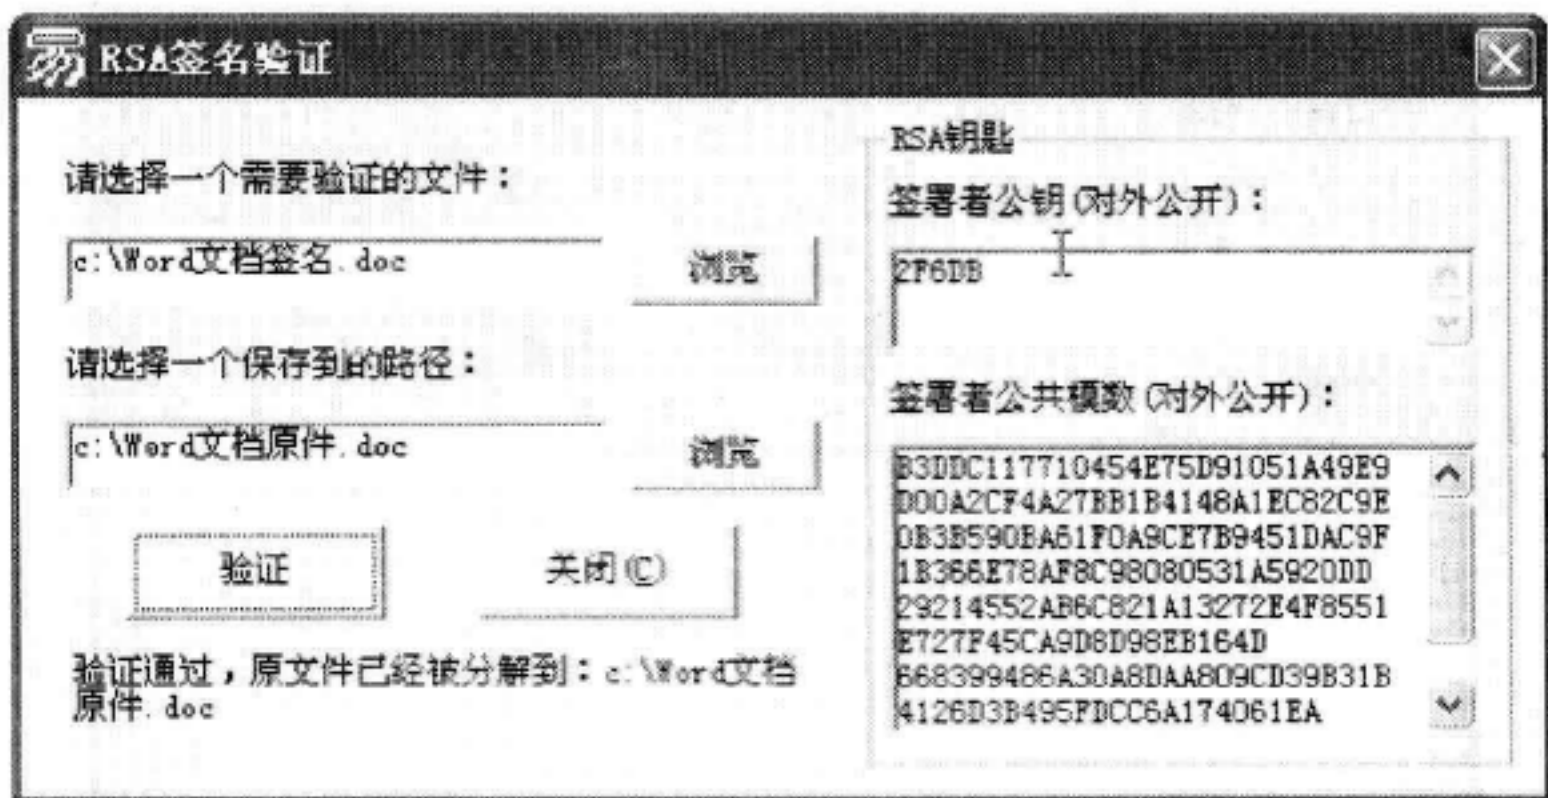 RSA签名验证
请选择一个需要验证的文件：
c:\Word文档签名.doc
浏览
请选择一个保存到的路径：
c:\Word文档原件.doc
浏览
验证
关闭(C)
验证通过，原文件已经被分解到：c:\Word文档
原件.doc
RSA钥匙
签署者公钥(对外公开)：
2F6DB
签署者公共模数(对外公开)：
B3DDC117710454E75D91051A49E9
D00A2CF4A27BB1B4148A1EC82C9E
0B3B590BA61F0A9CE7B9451DAC9F
1B366E78AF8C98080531A5920DD
29214552AB6C821A13272E4F8551
E727F45CA9D8D98EB164D
668399486A30A8DAA809CD39B31B
4126D3B495FDCC6A174061EA